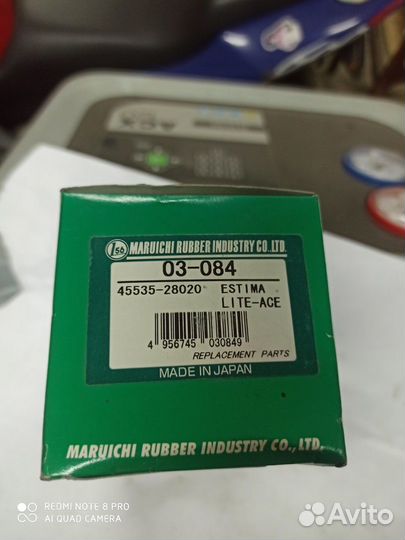 Iso MARUICHI RUBBER INDUSTRY CO.,LTD.
03-084
45535-28020 ESTIMA
LITE-ACE
4 956745 030849
REPLACEMENT PARTS
MADE IN JAPAN
MARUICHI RUBBER INDUSTRY CO., LTD.
REDMI NOTE 8 PRO
AI QUAD CAMERA
Avito